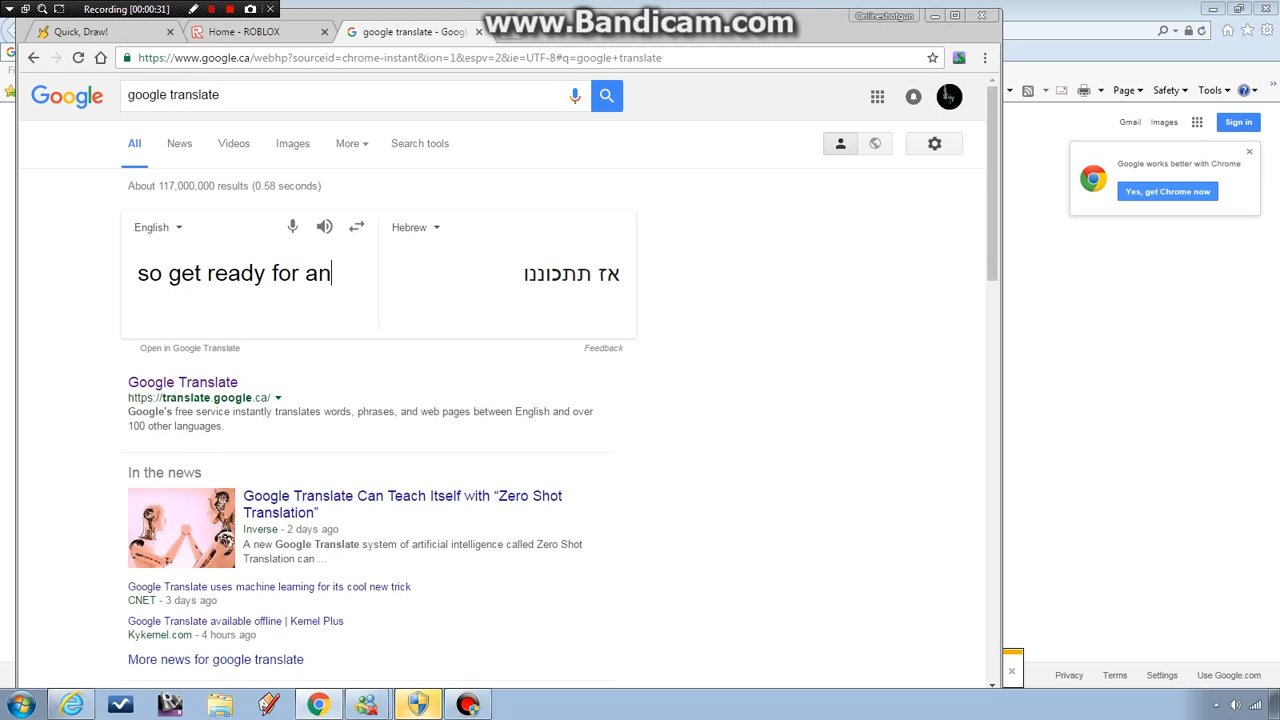 Recording [00:00:31]
www.Bandicam.com
Onlineshotgun
Quick, Draw!
Home - ROBLOX
google translate - Googl
https://www.google.ca/webhp?sourceid=chrome-instant&ion=1&espv=2&ie=UTF-8#q=google+translate
Page
Safety
Tools
Google
google translate
Gmail
Images
Sign in
All
News
Videos
Images
More
Search tools
Google works better with Chrome
Yes, get Chrome now
About 117,000,000 results (0.58 seconds)
English
Hebrew
so get ready for an
אז תתכוננו
Open in Google Translate
Feedback
Google Translate
https://translate.google.ca/
Google's free service instantly translates words, phrases, and web pages between English and over
100 other languages.
In the news
Google Translate Can Teach Itself with “Zero Shot
Translation”
Inverse - 2 days ago
A new Google Translate system of artificial intelligence called Zero Shot
Translation can ...
Google Translate uses machine learning for its cool new trick
CNET - 3 days ago
Google Translate available offline | Kernel Plus
Kykernel.com - 4 hours ago
More news for google translate
Privacy
Terms
Settings
Use Google.com